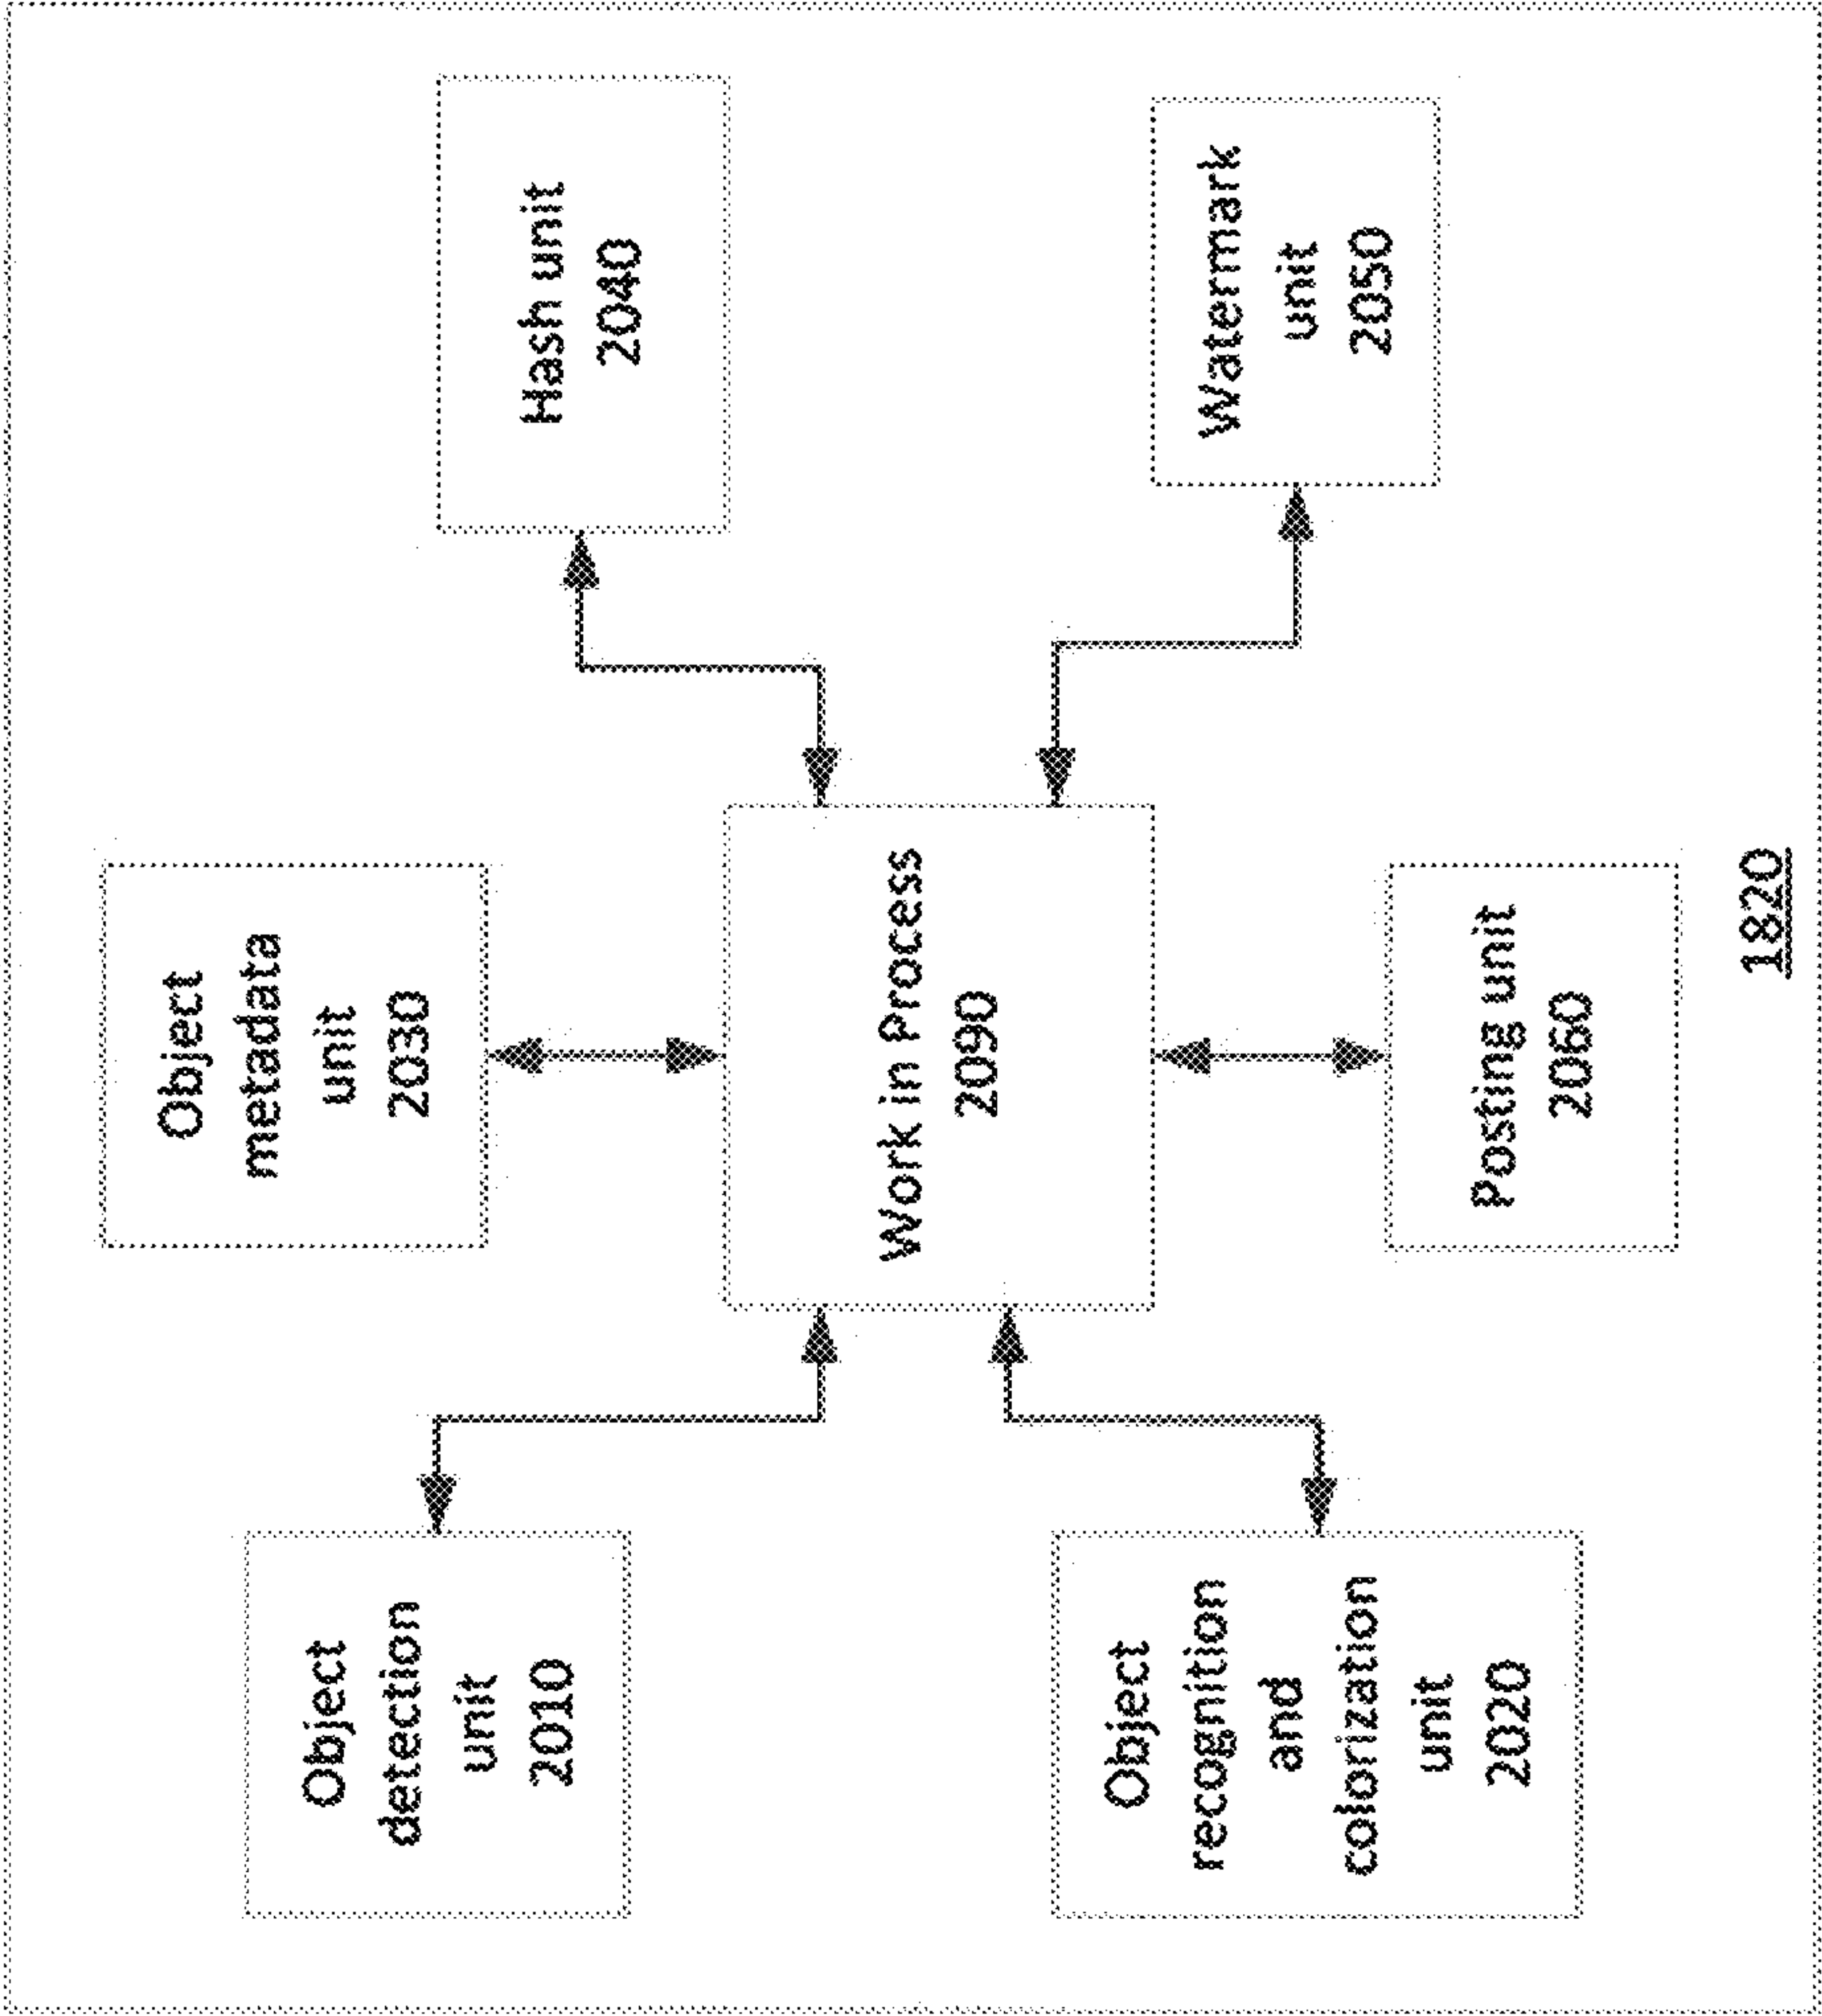 Object
detection
unit
2010
Object
metadata
unit
2030
Hash unit
2040
Work in Process
2090
Object
recognition
and
colorization
unit
2020
Posting unit
2060
Watermark
unit
2050
1820